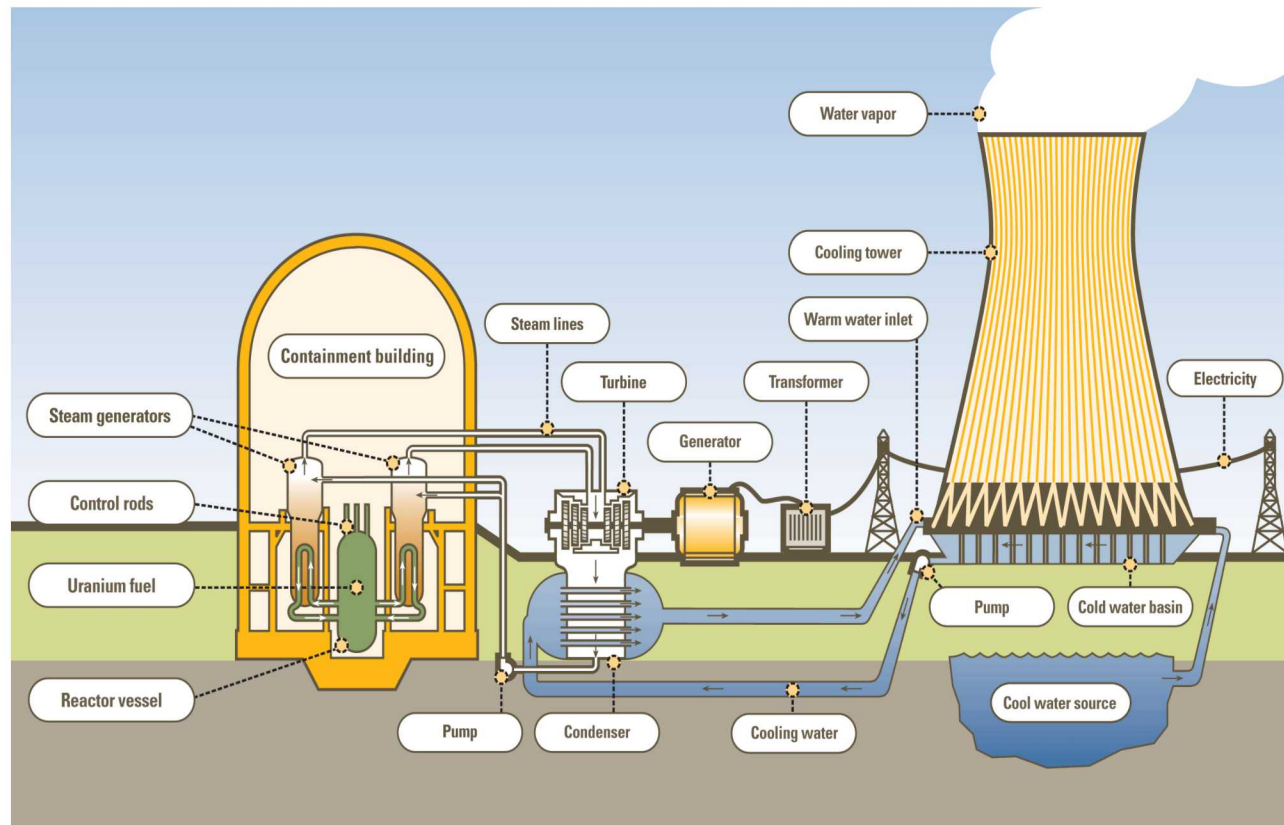 Water vapor
Cooling tower
Steam lines
Warm water inlet
Containment building
Turbine
Transformer
Electricity
Steam generators
Generator
Control rods
Uranium fuel
Pump
Cold water basin
Reactor vessel
Cool water source
Pump
Condenser
Cooling water